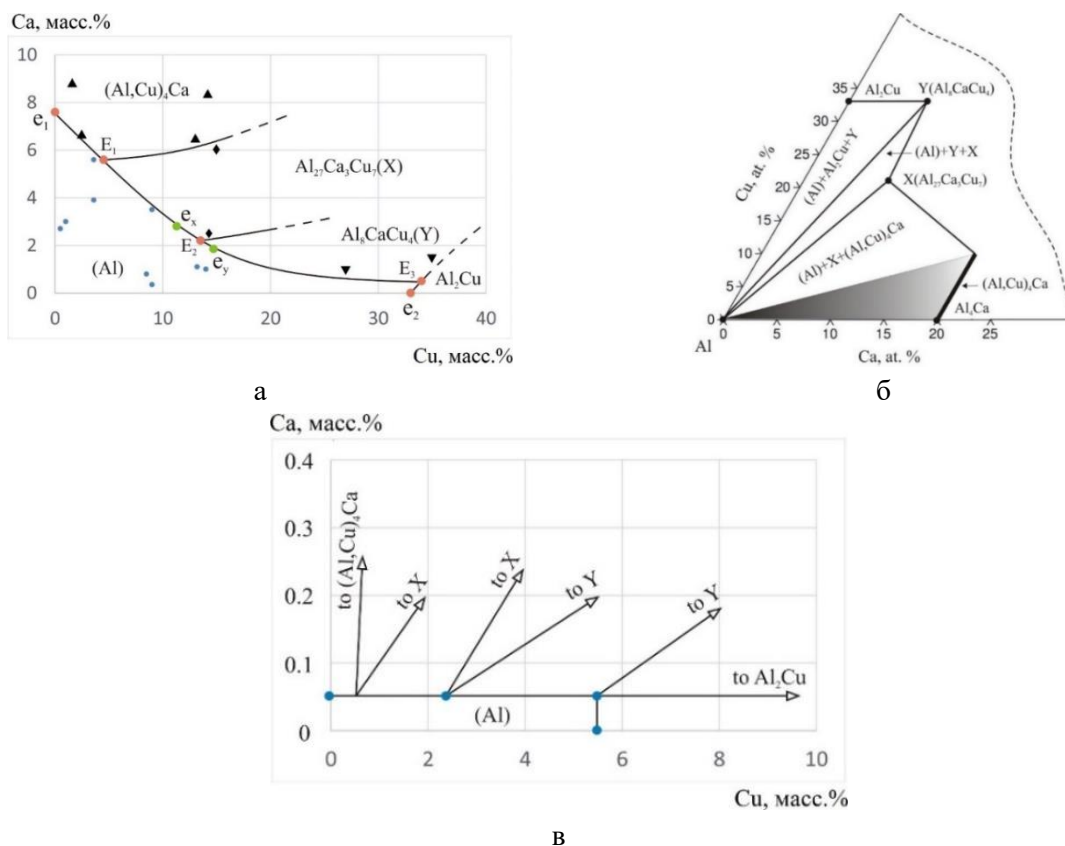 Ca, масс.%
10
8
6
4
2
0
0
10
20
30
40
Cu, масс.%
(Al,Cu)₄Ca
e₁
E₁
Al₂₇Ca₃Cu₇(X)
eₓ
E₂
e_y
Al₈CaCu₄(Y)
(Al)
E₃
Al₂Cu
e₂
а
Cu, at. %
35
30
25
20
15
10
5
0
Al₂Cu
Y(Al₈CaCu₄)
(Al)+Al₂Cu+Y
(Al)+Y+X
X(Al₂₇Ca₃Cu₇)
(Al)+X+(Al,Cu)₄Ca
(Al,Cu)₄Ca
Al₄Ca
Al
0
5
10
15
20
25
Ca, at. %
б
Ca, масс.%
0.4
0.3
0.2
0.1
0
to (Al,Cu)₄Ca
to X
to X
to Y
to Y
to Al₂Cu
(Al)
0
2
4
6
8
10
Cu, масс.%
в